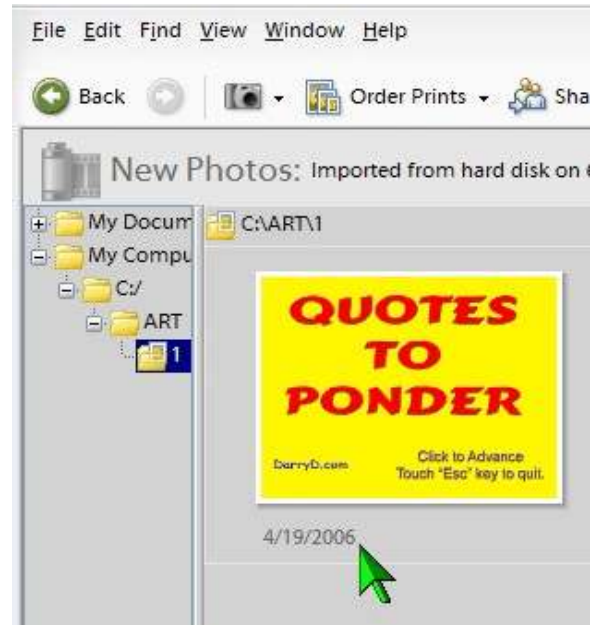 File Edit Find View Window Help
Back Order Prints Sha
New Photos: Imported from hard disk on
My Docum
C:\ART\1
My Compu
C:/
ART
1
QUOTES
TO
PONDER
DarryD.com
Click to Advance
Touch "Esc" key to quit.
4/19/2006